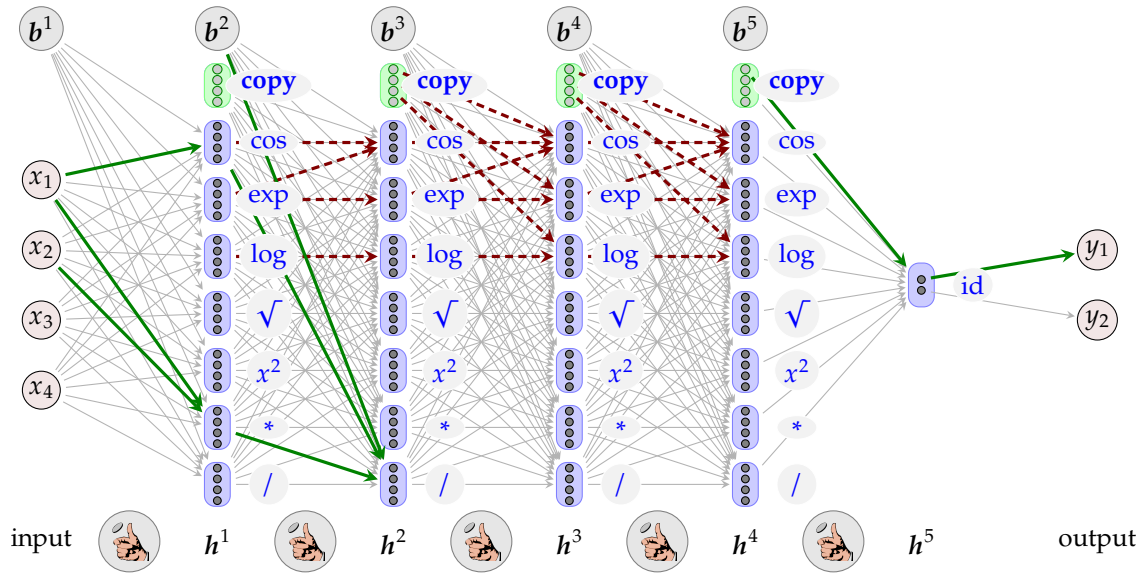 b¹ b² b³ b⁴ b⁵
copy copy copy copy
cos cos cos cos
x₁
exp exp exp exp
x₂ log log log log y₁
id
x₃ √ √ √ √ y₂
x₄ x² x² x² x²
* * * *
/ / / /
input h¹ h² h³ h⁴ h⁵ output